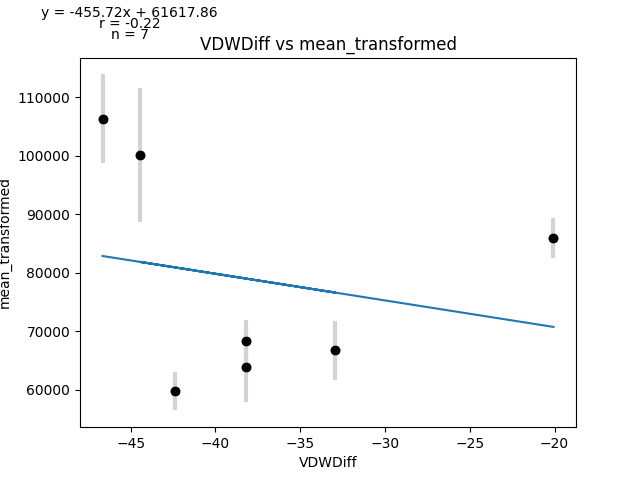 y = -455.72x + 61617.86
r = -0.22
n = 7
VDWDiff vs mean_transformed
mean_transformed
110000
100000
90000
80000
70000
60000
−45
−40
−35
−30
−25
−20
VDWDiff